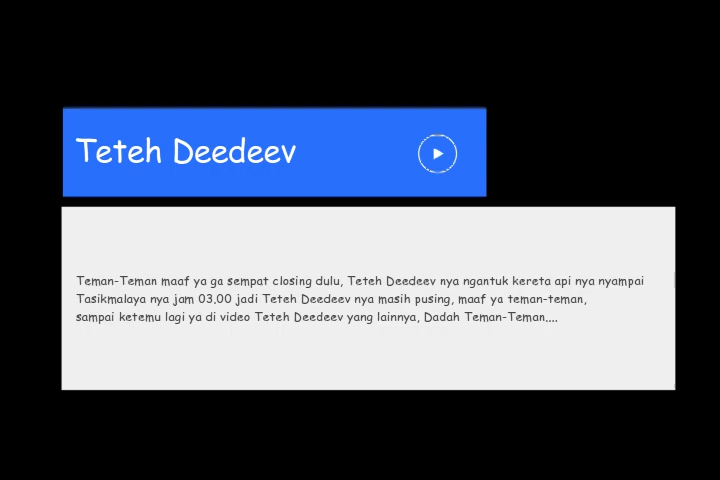 Teteh Deedeev
Teman-Teman maaf ya ga sempat closing dulu, Teteh Deedeev nya ngantuk kereta api nya nyampai
Tasikmalaya nya jam 03,00 jadi Teteh Deedeev nya masih pusing, maaf ya teman-teman,
sampai ketemu lagi ya di video Teteh Deedeev yang lainnya, Dadah Teman-Teman....